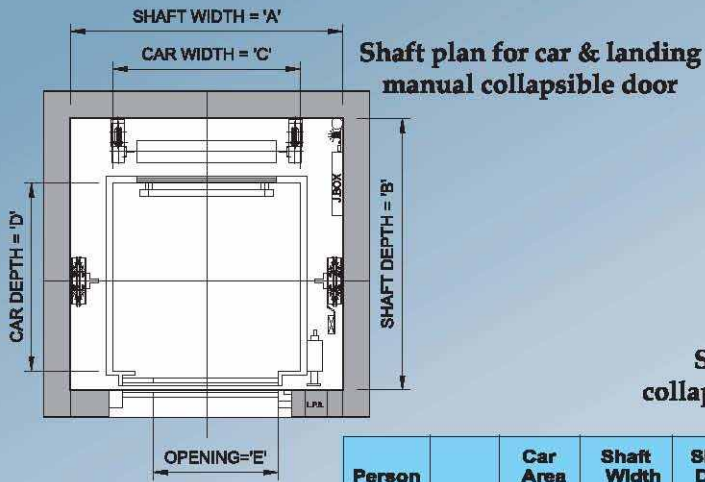 SHAFT WIDTH = 'A'
CAR WIDTH = 'C'
Shaft plan for car & landing
manual collapsible door
J.BOX
CAR DEPTH = 'D'
SHAFT DEPTH = 'B'
L.P.B.
OPENING='E'
S
collap
Person
Car
Area
Shaft
Width